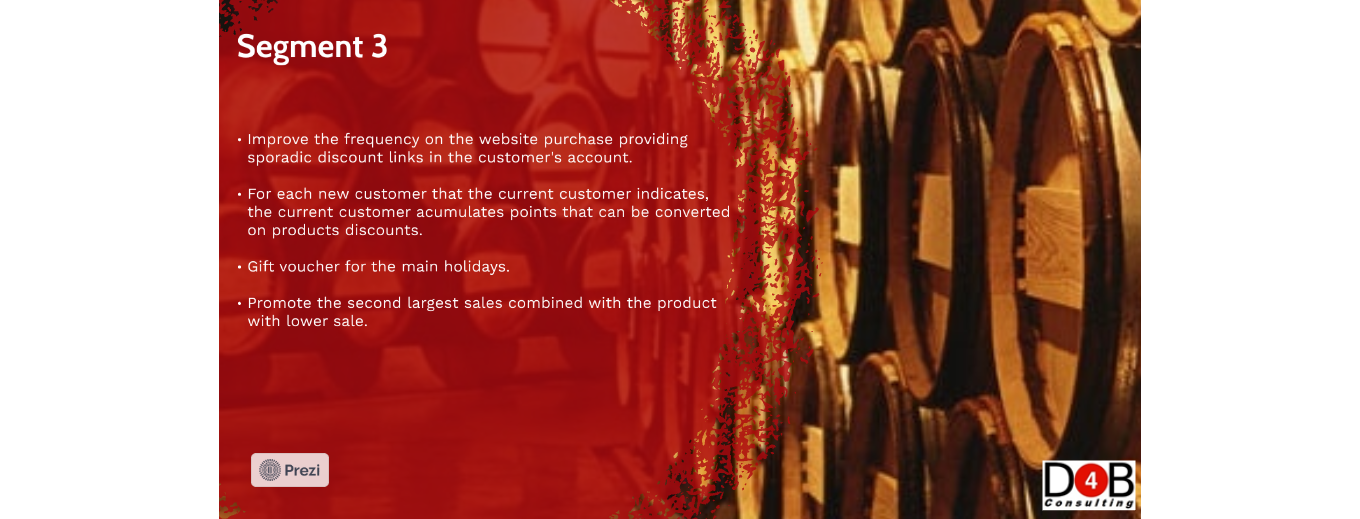 Segment 3
• Improve the frequency on the website purchase providing
sporadic discount links in the customer's account.
• For each new customer that the current customer indicates,
the current customer acumulates points that can be converted
on products discounts.
• Gift voucher for the main holidays.
• Promote the second largest sales combined with the product
with lower sale.
Prezi
D4B
Consulting